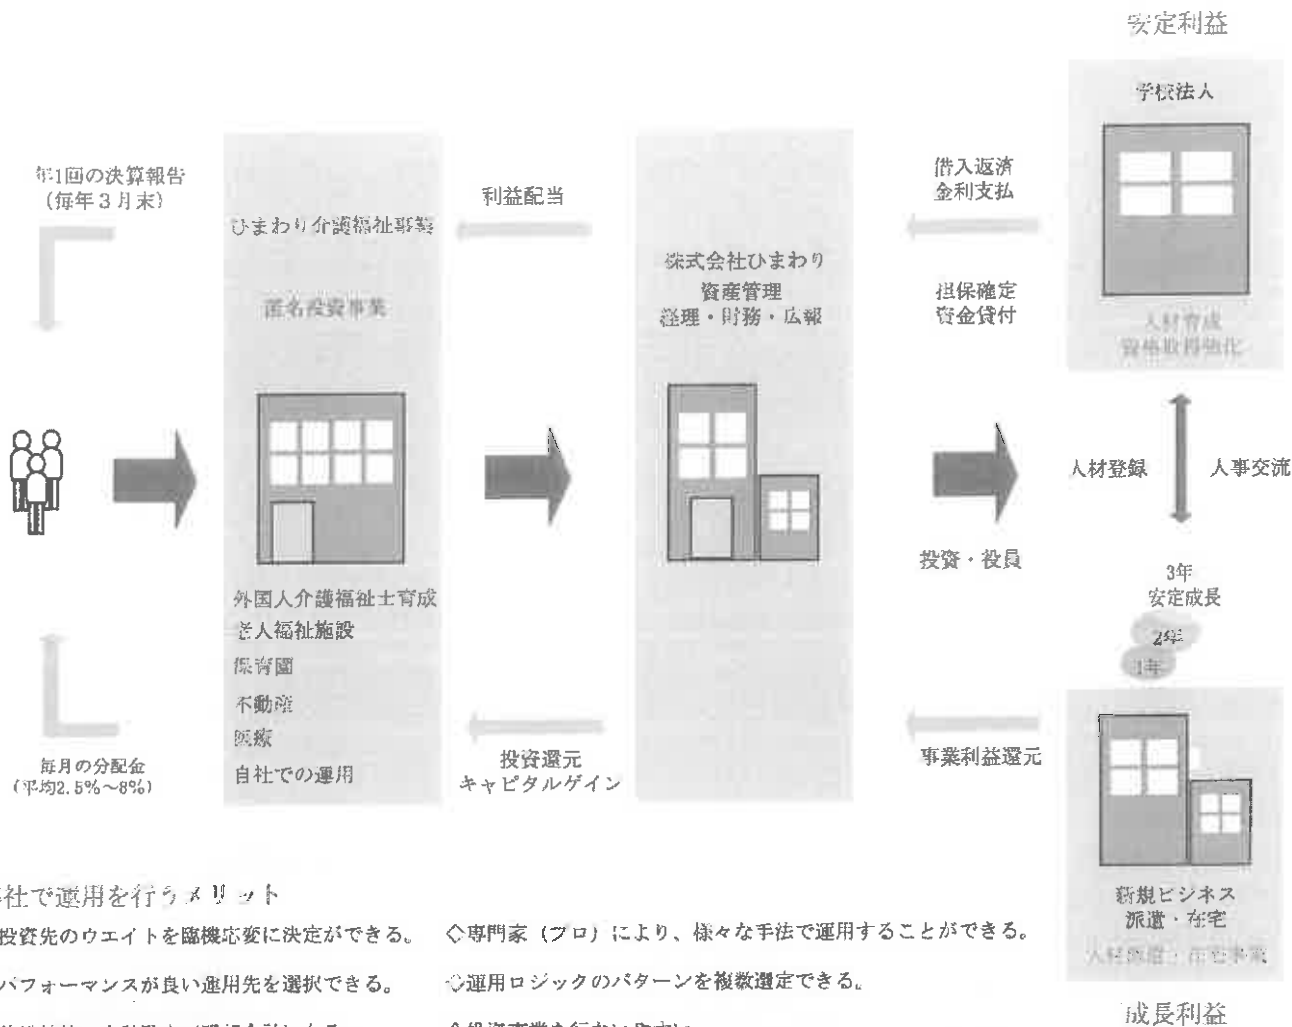 安定利益
学校法人
人材育成
資格取得強化
年1回の決算報告
(毎年3月末)
ひまわり介護福祉事業
匿名投資事業
利益配当
株式会社ひまわり
資産管理
経理・財務・広報
借入返済
金利支払
担保確定
資金貸付
人材登録
人事交流
投資・役員
3年
安定成長
2年
1年
外国人介護福祉士育成
老人福祉施設
保育園
不動産
医療
自社での運用
毎月の分配金
(平均2.5%〜8%)
投資還元
キャピタルゲイン
事業利益還元
新規ビジネス
派遣・在宅
人材派遣・在宅事業
成長利益
社で運用を行うメリット
投資先のウエイトを臨機応変に決定ができる。
◇専門家(プロ)により、様々な手法で運用することができる。
パフォーマンスが良い運用先を選択できる。
◇運用ロジックのパターンを複数選定できる。